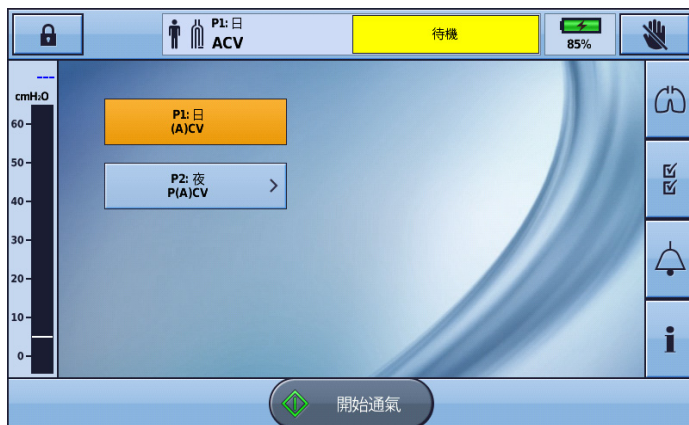 P1: 日
ACV
待機
85%
---
cmH₂O
60
50
40
30
20
10
0
P1: 日
(A)CV
P2: 夜
P(A)CV
開始通氣